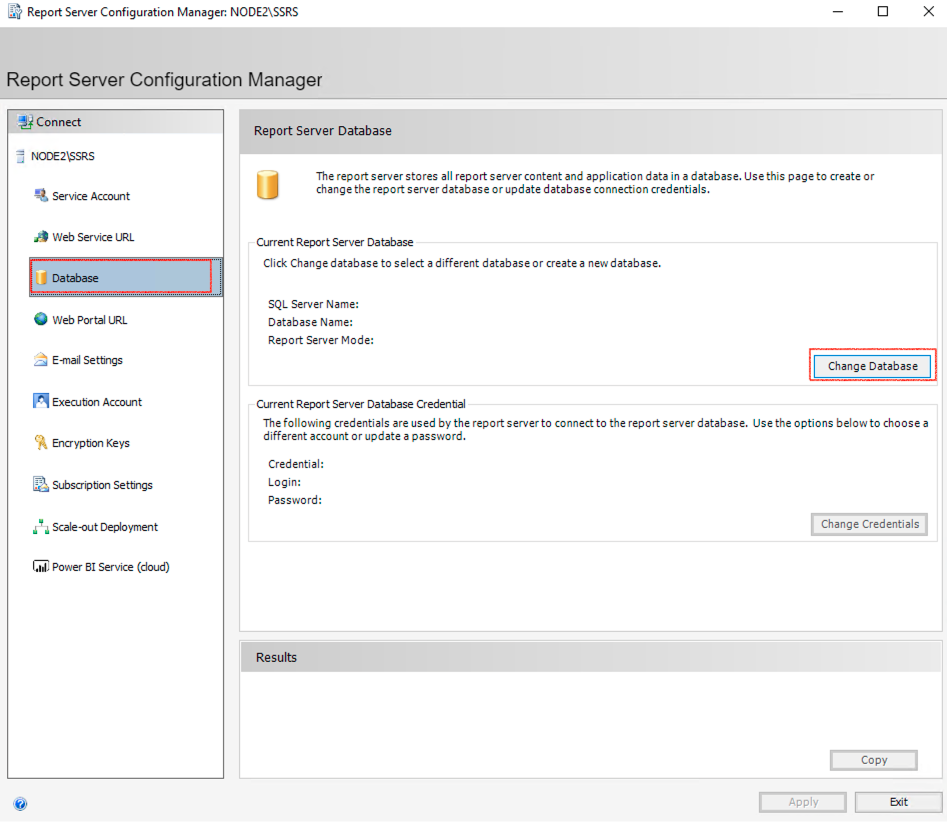 Report Server Configuration Manager: NODE2\SSRS
Report Server Configuration Manager
Connect
NODE2\SSRS
Service Account
Web Service URL
Database
Web Portal URL
E-mail Settings
Execution Account
Encryption Keys
Subscription Settings
Scale-out Deployment
Power BI Service (cloud)
Report Server Database
The report server stores all report server content and application data in a database. Use this page to create or
change the report server database or update database connection credentials.
Current Report Server Database
Click Change database to select a different database or create a new database.
SQL Server Name:
Database Name:
Report Server Mode:
Change Database
Current Report Server Database Credential
The following credentials are used by the report server to connect to the report server database.  Use the options below to choose a
different account or update a password.
Credential:
Login:
Password:
Change Credentials
Results
Copy
?
Apply
Exit